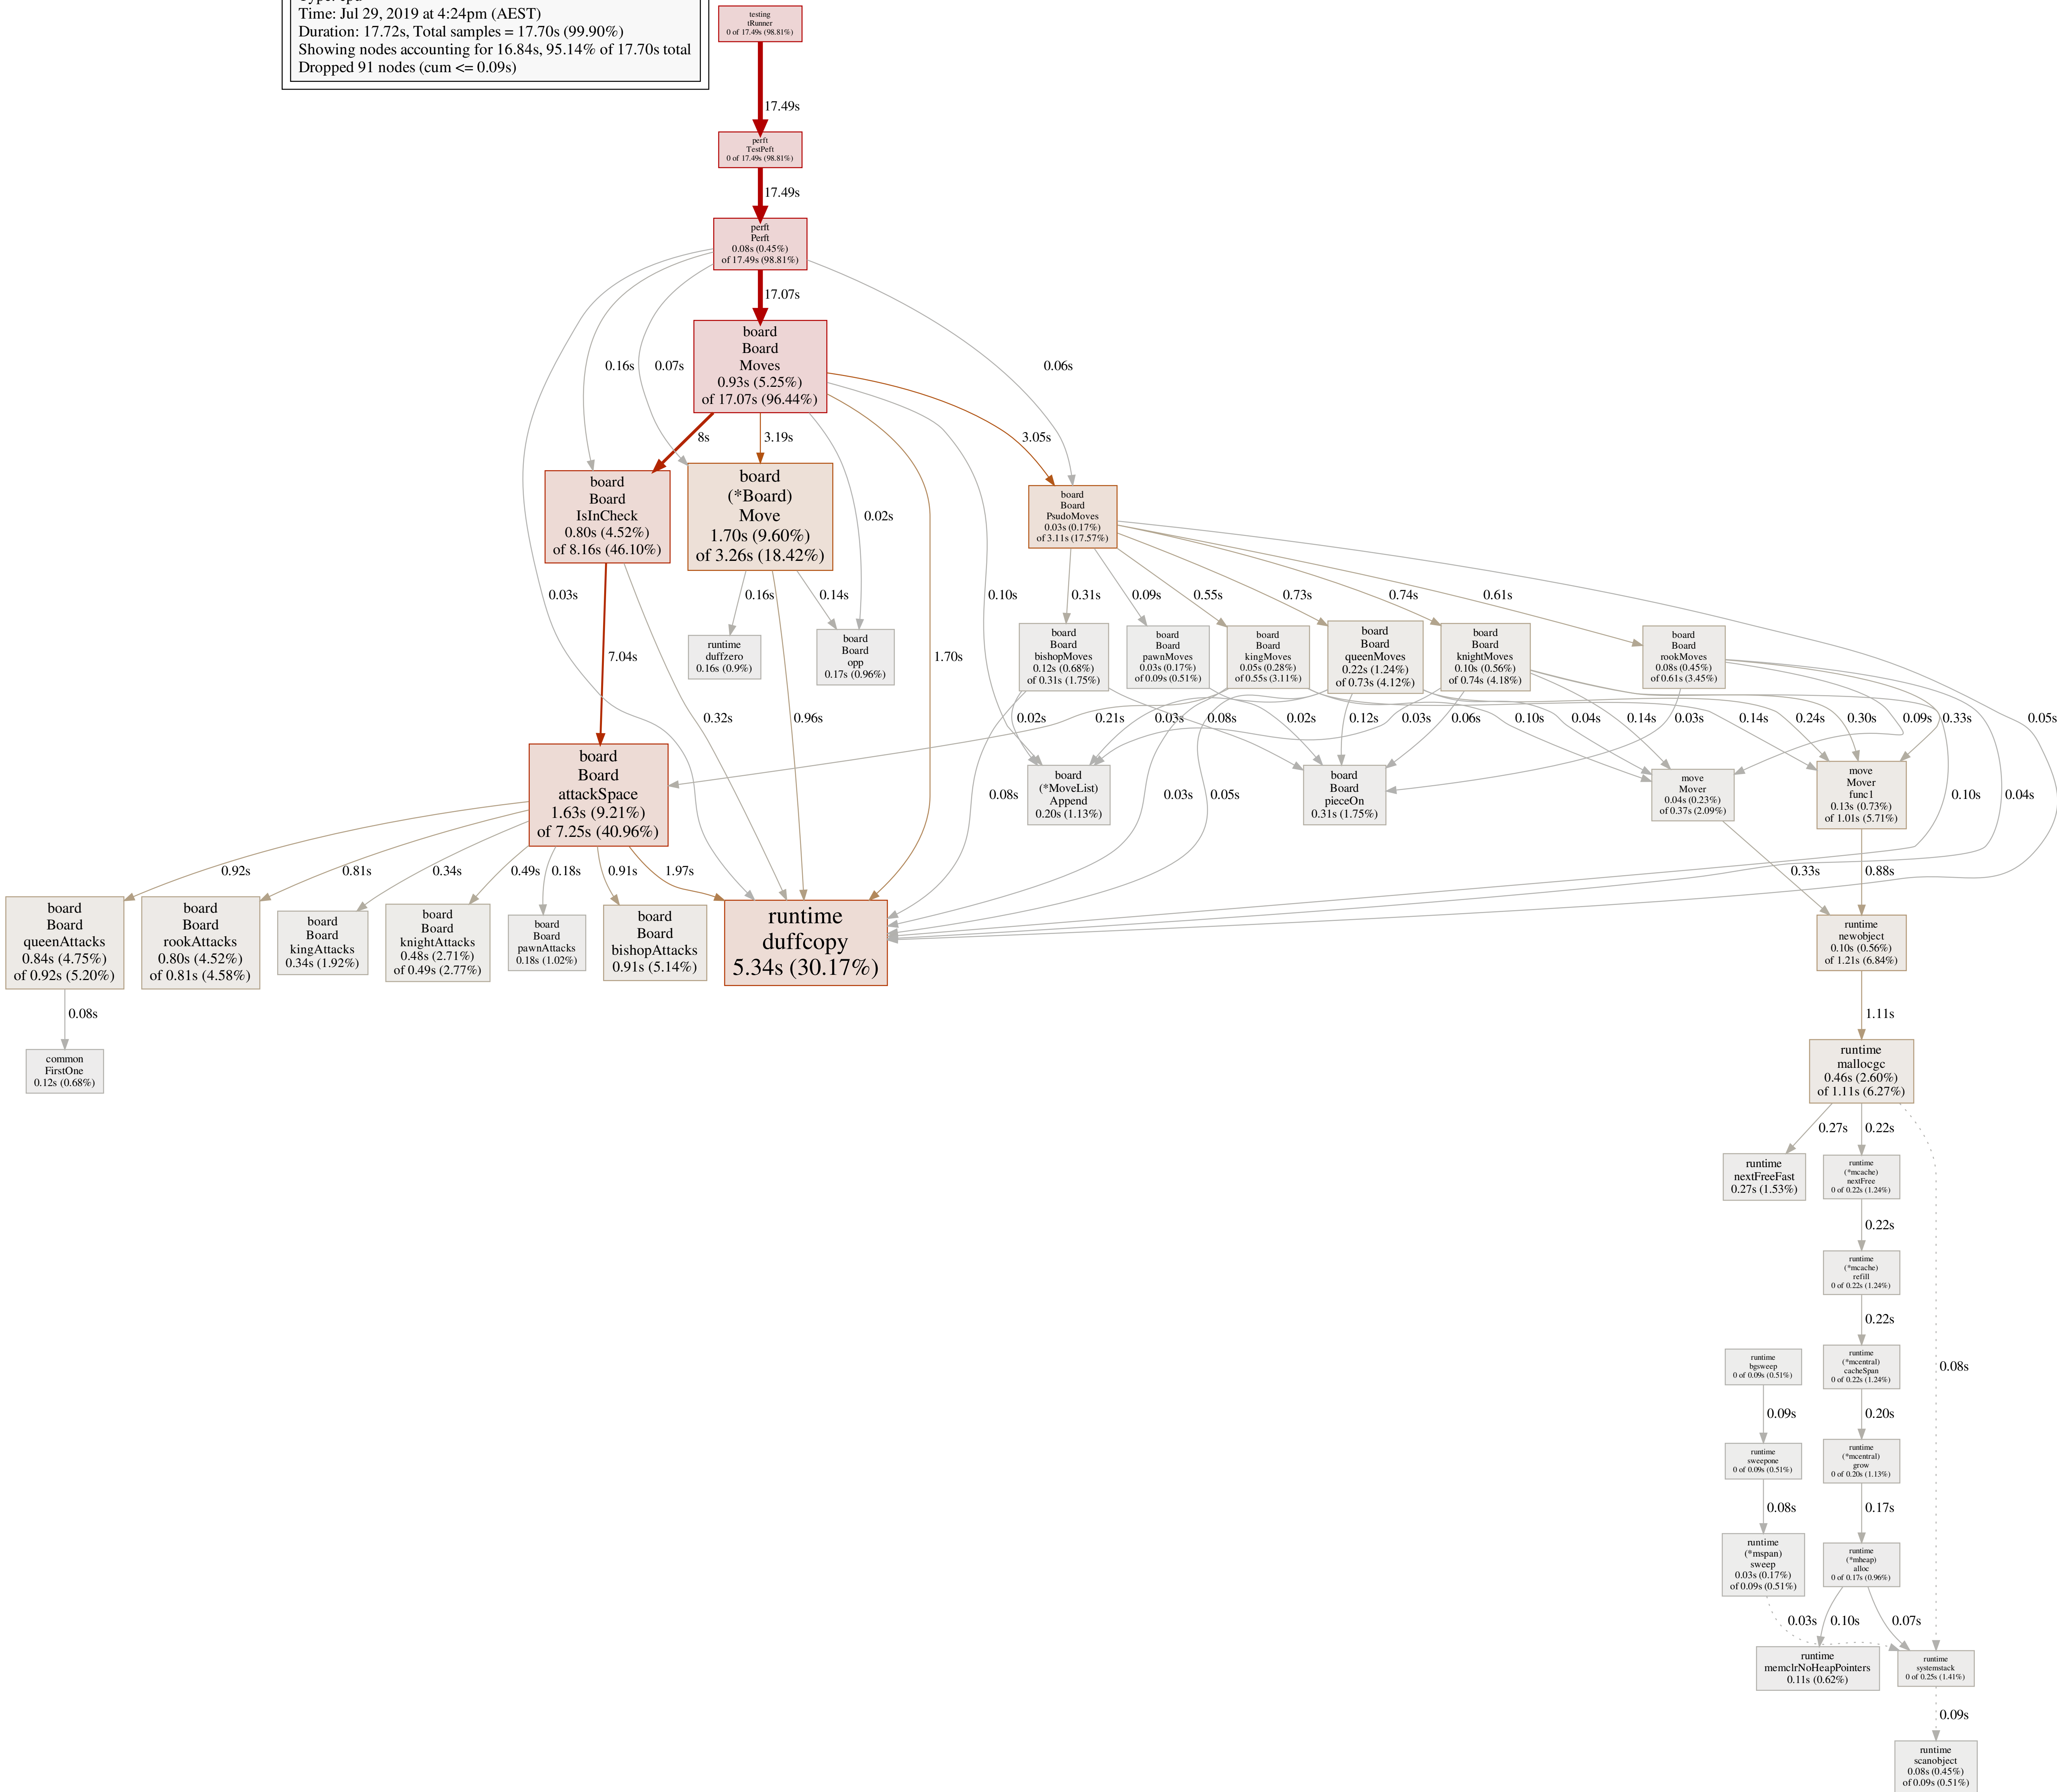 Time: Jul 29, 2019 at 4:24pm (AEST)
Duration: 17.72s, Total samples = 17.70s (99.90%)
Showing nodes accounting for 16.84s, 95.14% of 17.70s total
Dropped 91 nodes (cum <= 0.09s)
testing
tRunner
0 of 17.49s (98.81%)
17.49s
perft
TestPeft
0 of 17.49s (98.81%)
17.49s
perft
Perft
0.08s (0.45%)
of 17.49s (98.81%)
17.07s
board
Board
Moves
0.93s (5.25%)
of 17.07s (96.44%)
0.16s
0.07s
0.06s
8s
3.19s
3.05s
board
Board
IsInCheck
0.80s (4.52%)
of 8.16s (46.10%)
board
(*Board)
Move
1.70s (9.60%)
of 3.26s (18.42%)
0.02s
board
Board
PsudoMoves
0.03s (0.17%)
of 3.11s (17.57%)
0.03s
0.16s
0.14s
0.10s
0.31s
0.09s
0.55s
0.73s
0.74s
0.61s
7.04s
runtime
duffzero
0.16s (0.9%)
board
Board
opp
0.17s (0.96%)
1.70s
board
Board
bishopMoves
0.12s (0.68%)
of 0.31s (1.75%)
board
Board
pawnMoves
0.03s (0.17%)
of 0.09s (0.51%)
board
Board
kingMoves
0.05s (0.28%)
of 0.55s (3.11%)
board
Board
queenMoves
0.22s (1.24%)
of 0.73s (4.12%)
board
Board
knightMoves
0.10s (0.56%)
of 0.74s (4.18%)
board
Board
rookMoves
0.08s (0.45%)
of 0.61s (3.45%)
0.32s
0.96s
0.02s
0.21s
0.03s
0.08s
0.02s
0.12s
0.03s
0.06s
0.10s
0.04s
0.14s
0.03s
0.14s
0.24s
0.30s
0.09s
0.33s
0.05s
board
Board
attackSpace
1.63s (9.21%)
of 7.25s (40.96%)
0.08s
board
(*MoveList)
Append
0.20s (1.13%)
0.03s
0.05s
board
Board
pieceOn
0.31s (1.75%)
move
Mover
0.04s (0.23%)
of 0.37s (2.09%)
move
Mover
func1
0.13s (0.73%)
of 1.01s (5.71%)
0.10s
0.04s
0.92s
0.81s
0.34s
0.49s
0.18s
0.91s
1.97s
0.33s
0.88s
board
Board
queenAttacks
0.84s (4.75%)
of 0.92s (5.20%)
board
Board
rookAttacks
0.80s (4.52%)
of 0.81s (4.58%)
board
Board
kingAttacks
0.34s (1.92%)
board
Board
knightAttacks
0.48s (2.71%)
of 0.49s (2.77%)
board
Board
pawnAttacks
0.18s (1.02%)
board
Board
bishopAttacks
0.91s (5.14%)
runtime
duffcopy
5.34s (30.17%)
runtime
newobject
0.10s (0.56%)
of 1.21s (6.84%)
0.08s
1.11s
common
FirstOne
0.12s (0.68%)
runtime
mallocgc
0.46s (2.60%)
of 1.11s (6.27%)
0.27s
0.22s
runtime
nextFreeFast
0.27s (1.53%)
runtime
(*mcache)
nextFree
0 of 0.22s (1.24%)
0.22s
runtime
(*mcache)
refill
0 of 0.22s (1.24%)
0.22s
runtime
bgsweep
0 of 0.09s (0.51%)
runtime
(*mcentral)
cacheSpan
0 of 0.22s (1.24%)
0.08s
0.09s
0.20s
runtime
sweepone
0 of 0.09s (0.51%)
runtime
(*mcentral)
grow
0 of 0.20s (1.13%)
0.08s
0.17s
runtime
(*mspan)
sweep
0.03s (0.17%)
of 0.09s (0.51%)
runtime
(*mheap)
alloc
0 of 0.17s (0.96%)
0.03s
0.10s
0.07s
runtime
memclrNoHeapPointers
0.11s (0.62%)
runtime
systemstack
0 of 0.25s (1.41%)
0.09s
runtime
scanobject
0.08s (0.45%)
of 0.09s (0.51%)